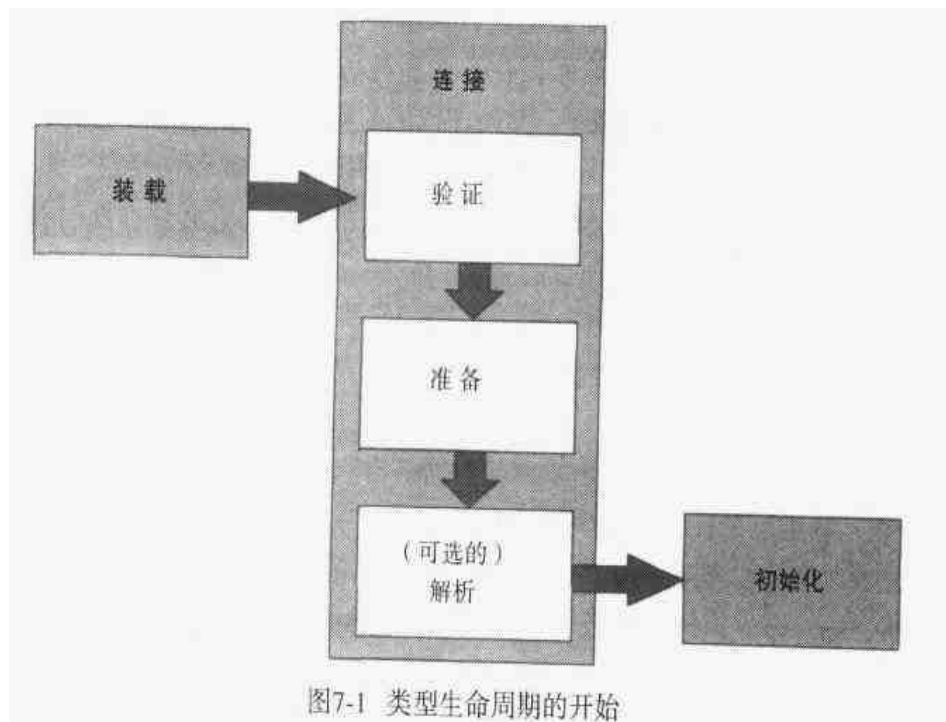 连接
装载
验证
准备
（可选的）
解析
初始化
图7-1 类型生命周期的开始